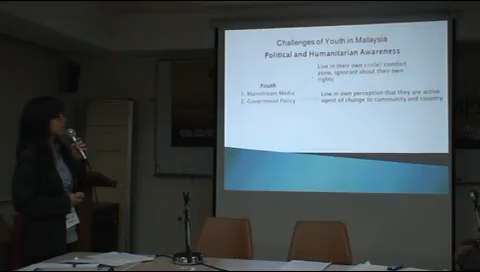 Challenges of Youth in Malaysia
Political and Humanitarian Awareness
Live in their own circle/ comfort
zone, ignorant about their own
rights
Youth
1. Mainstream Media
2. Government Policy
Live in own perception that they are active
agent of change to community and country